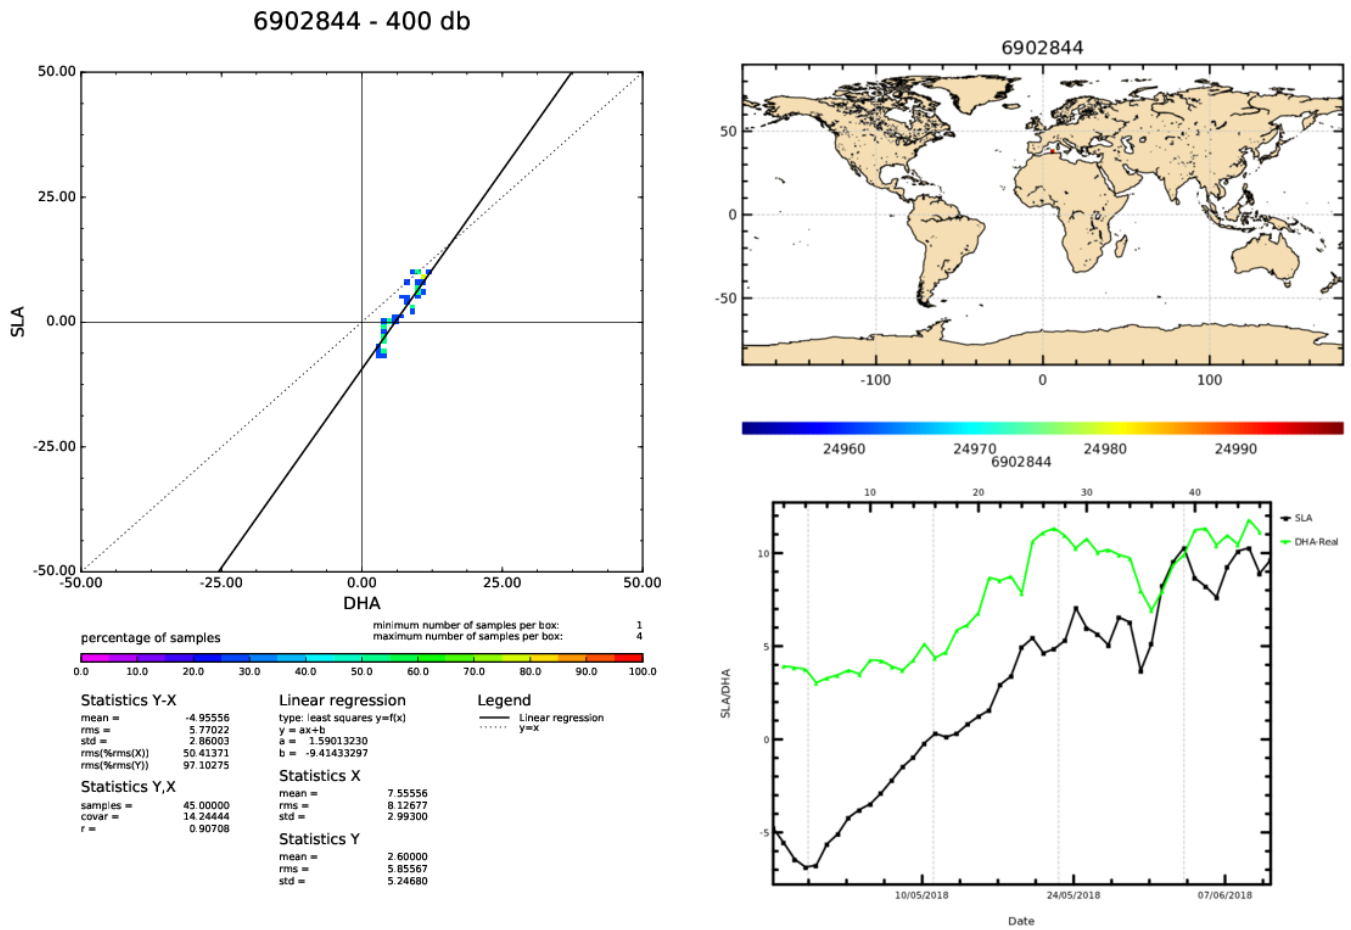 6902844 - 400 db
50.00
25.00
0.00
-25.00
-50.00
SLA
-50.00 -25.00 0.00 25.00 50.00
DHA
minimum number of samples per box: 1
maximum number of samples per box: 4
percentage of samples
0.0 10.0 20.0 30.0 40.0 50.0 60.0 70.0 80.0 90.0 100.0
Statistics Y-X
mean = -4.95556
rms = 5.77022
std = 2.86003
rms(%rms(X)) 50.41371
rms(%rms(Y)) 97.10275
Statistics Y,X
samples = 45.00000
covar = 14.24444
r = 0.90708
Linear regression
type: least squares y=f(x)
y = ax+b
a = 1.59013230
b = -9.41433297
Statistics X
mean = 7.55556
rms = 8.12677
std = 2.99300
Statistics Y
mean = 2.60000
rms = 5.85567
std = 5.24680
Legend
Linear regression
y=x
6902844
50
0
-50
-100 0 100
24960 24970 24980 24990
6902844
10 20 30 40
10
5
0
-5
SLA/DHA
10/05/2018 24/05/2018 07/06/2018
Date
SLA
DHA-Real